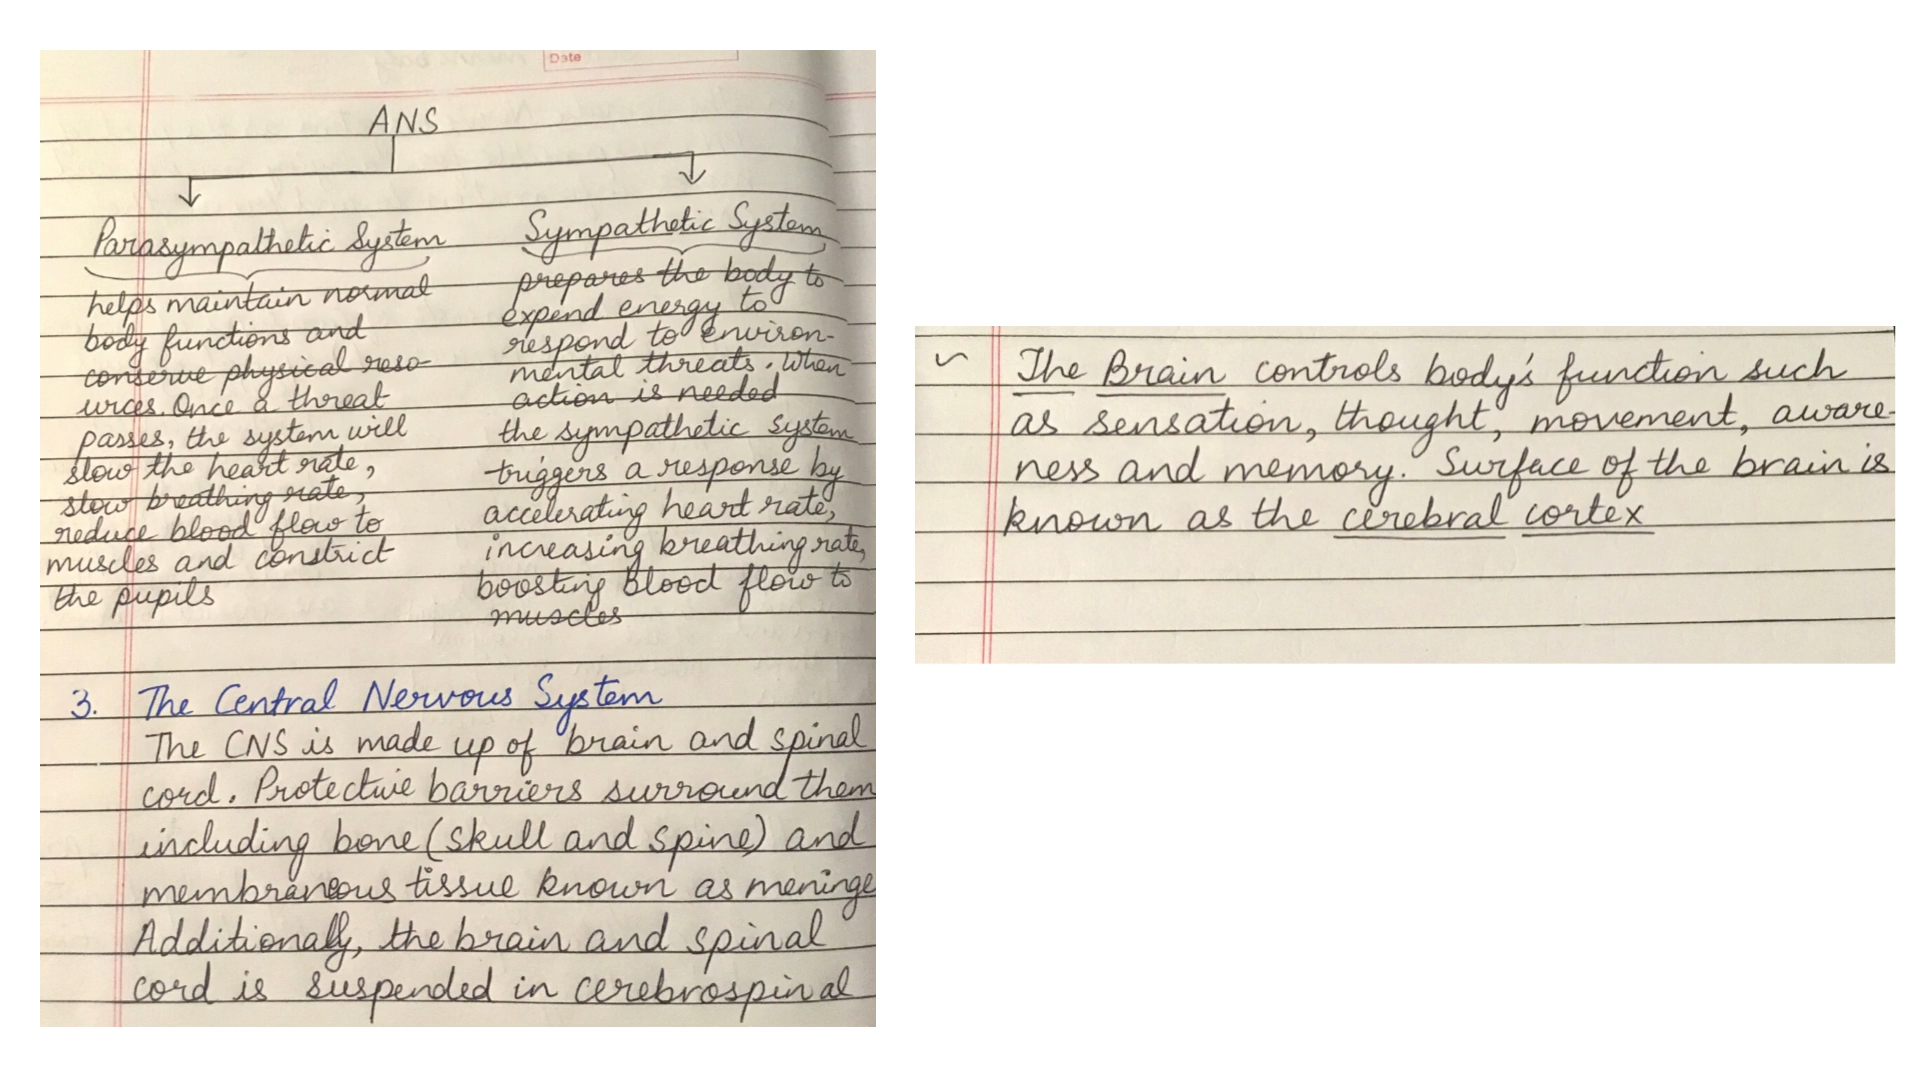 Date
ANS
Parasympathetic System
helps maintain normal
body functions and
conserve physical reso-
urces. Once a threat
passes, the system will
slow the heart rate,
slow breathing rate,
reduce blood flow to
muscles and constrict
the pupils
Sympathetic System
prepares the body to
expend energy to
respond to environ-
mental threats. When
action is needed
the sympathetic system
triggers a response by
accelerating heart rate,
increasing breathing rate,
boosting blood flow to
muscles
3. The Central Nervous System
The CNS is made up of brain and spinal
cord. Protective barriers surround them
including bone (skull and spine) and
membraneous tissue known as meninge
Additionally, the brain and spinal
cord is suspended in cerebrospinal
The Brain controls body's function such
as sensation, thought, movement, aware-
ness and memory. Surface of the brain is
known as the cerebral cortex